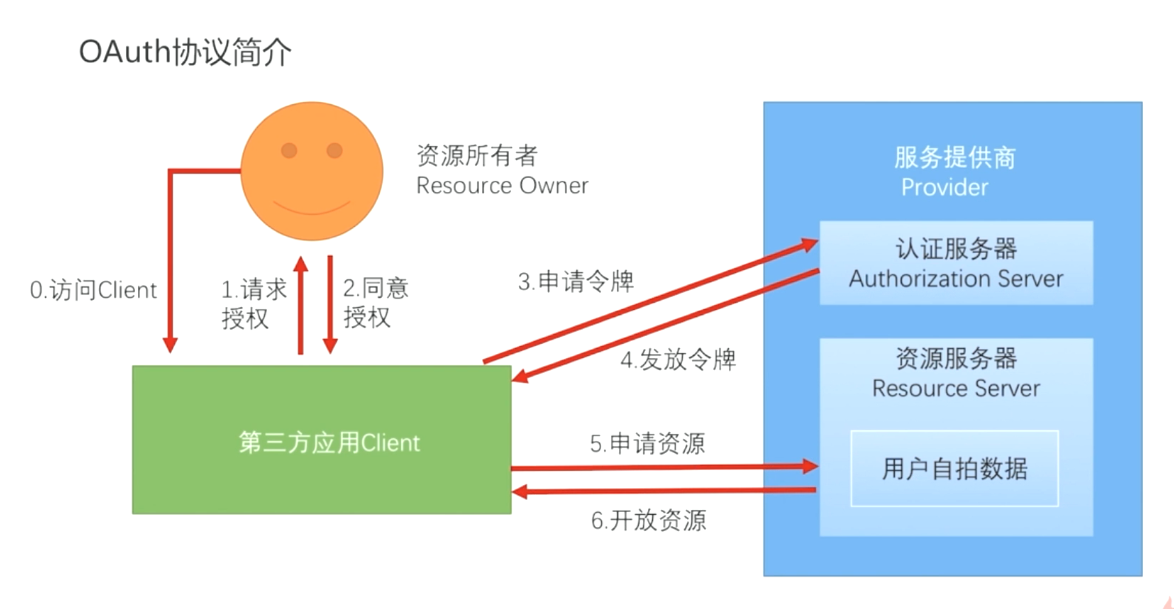 OAuth协议简介
资源所有者
Resource Owner
服务提供商
Provider
认证服务器
Authorization Server
0.访问Client
1.请求
授权
2.同意
授权
3.申请令牌
4.发放令牌
资源服务器
Resource Server
第三方应用Client
5.申请资源
用户自拍数据
6.开放资源